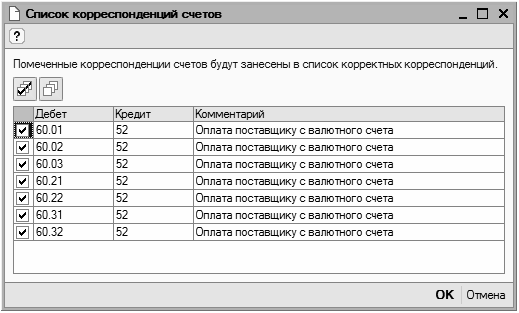 Список корреспонденций счетов
?
Помеченные корреспонденции счетов будут занесены в список корректных корреспонденций.
Дебет Кредит Комментарий
60.01 52 Оплата поставщику с валютного счета
60.02 52 Оплата поставщику с валютного счета
60.03 52 Оплата поставщику с валютного счета
60.21 52 Оплата поставщику с валютного счета
60.22 52 Оплата поставщику с валютного счета
60.31 52 Оплата поставщику с валютного счета
60.32 52 Оплата поставщику с валютного счета
OK Отмена